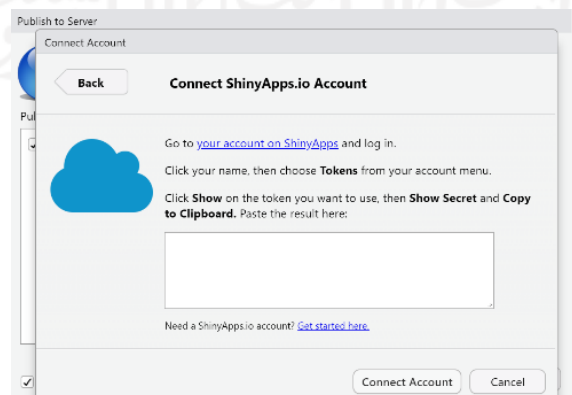 Publish to Server
Connect Account
Back
Connect ShinyApps.io Account
Pul
Go to your account on ShinyApps and log in.
Click your name, then choose Tokens from your account menu.
Click Show on the token you want to use, then Show Secret and Copy
to Clipboard. Paste the result here:
Need a ShinyApps.io account? Get started here.
Connect Account
Cancel